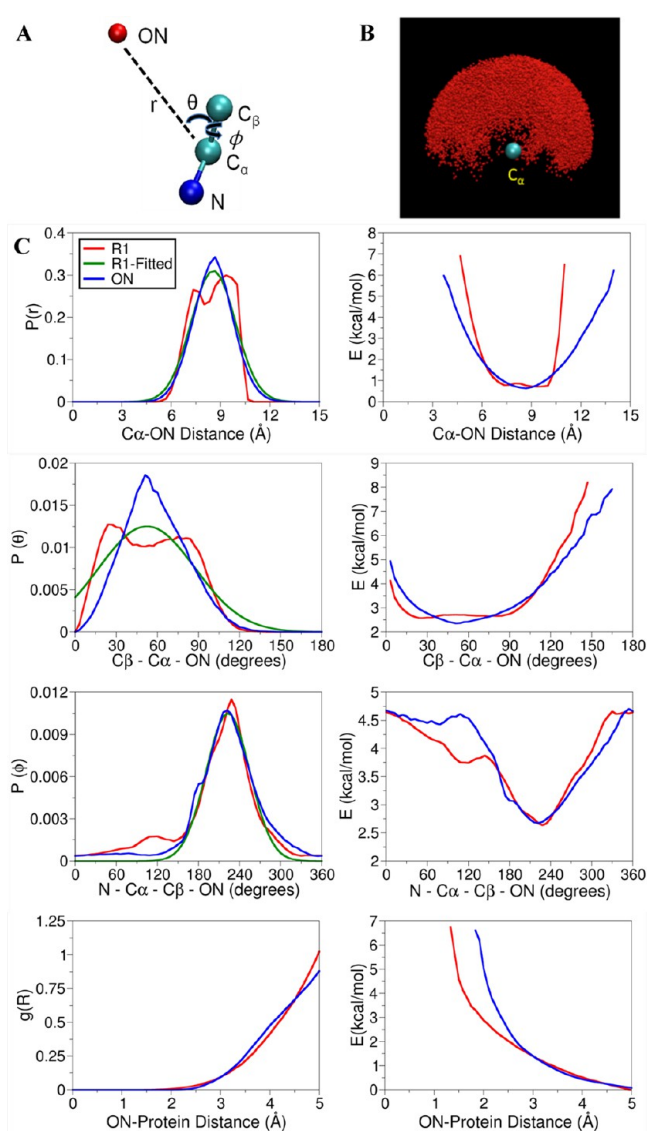 A
ON
r
θ
Cβ
ϕ
Cα
N
B
Cα
C
R1
R1-Fitted
ON
P(r)
0.4
0.3
0.2
0.1
0
0 3 6 9 12 15
Cα-ON Distance (Å)
E (kcal/mol)
8
7
6
5
4
3
2
1
0
0 3 6 9 12 15
Cα-ON Distance (Å)
P (θ)
0.02
0.015
0.01
0.005
0
0 30 60 90 120 150 180
Cβ - Cα - ON (degrees)
E (kcal/mol)
9
8
7
6
5
4
3
2
0 30 60 90 120 150 180
Cβ - Cα - ON (degrees)
P (ϕ)
0.012
0.009
0.006
0.003
0
0 60 120 180 240 300 360
N - Cα - Cβ - ON (degrees)
E (kcal/mol)
5
4.5
4
3.5
3
2.5
2
0 60 120 180 240 300 360
N - Cα - Cβ - ON (degrees)
g(R)
1.25
1
0.75
0.5
0.25
0
0 1 2 3 4 5
ON-Protein Distance (Å)
E(kcal/mol)
7
6
5
4
3
2
1
0
0 1 2 3 4 5
ON-Protein Distance (Å)